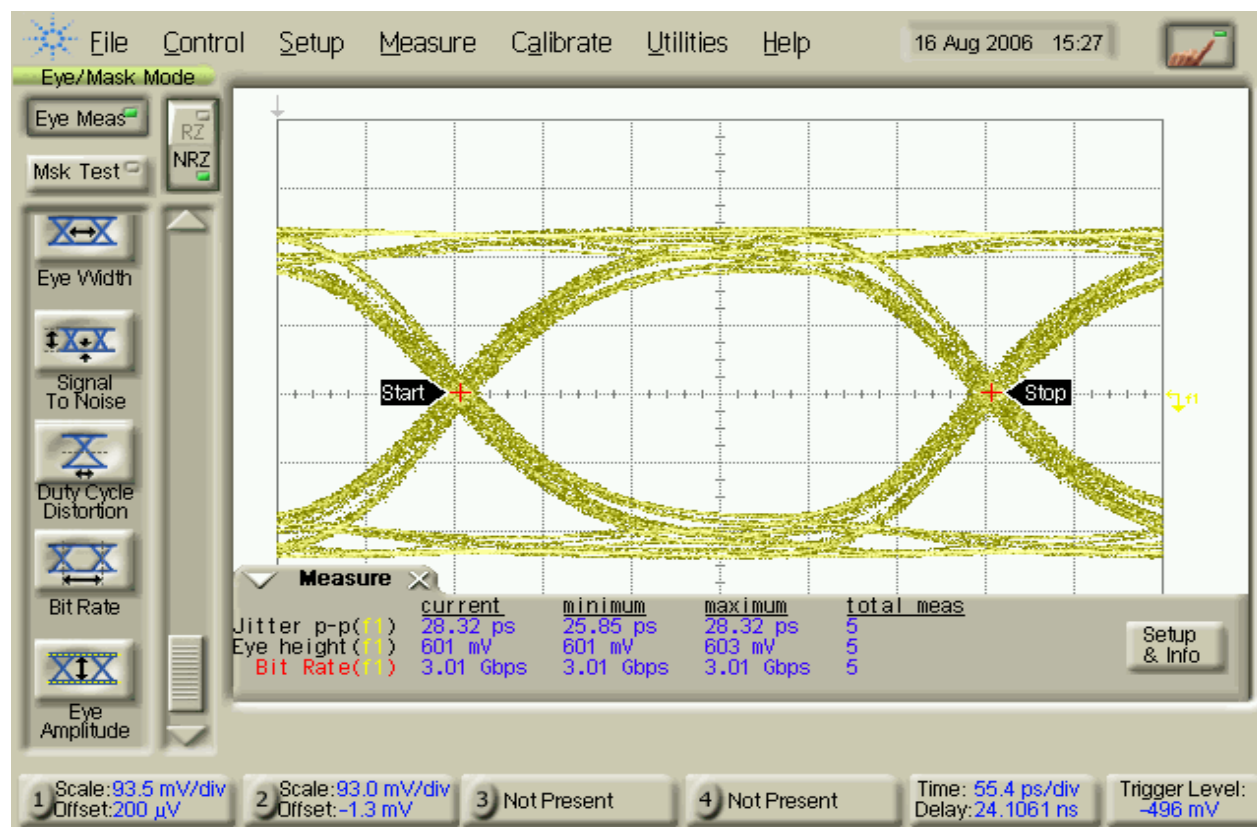 File Control Setup Measure Calibrate Utilities Help 16 Aug 2006 15:27
Eye/Mask Mode
Eye Meas
RZ
NRZ
Msk Test
Eye Width
Signal
To Noise
Duty Cycle
Distortion
Bit Rate
Eye
Amplitude
Start
Stop
f1
Measure
current minimum maximum total meas
Jitter p-p(f1) 28.32 ps 25.85 ps 28.32 ps 5
Eye height(f1) 601 mV 601 mV 603 mV 5
Bit Rate(f1) 3.01 Gbps 3.01 Gbps 3.01 Gbps 5
Setup
& Info
1 Scale:93.5 mV/div
Offset:200 µV
2 Scale:93.0 mV/div
Offset:-1.3 mV
3 Not Present
4 Not Present
Time: 55.4 ps/div
Delay:24.1061 ns
Trigger Level:
-496 mV